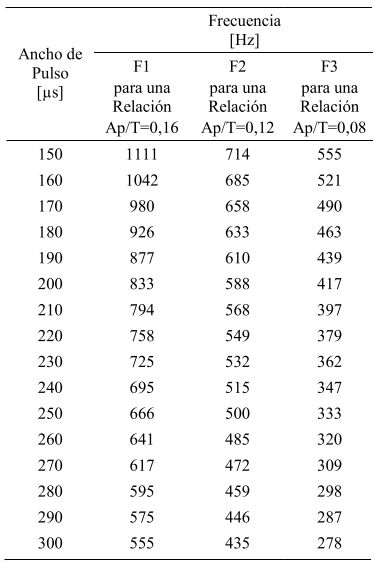 Ancho de Pulso [µs]
Frecuencia [Hz]
F1 para una Relación Ap/T=0,16
F2 para una Relación Ap/T=0,12
F3 para una Relación Ap/T=0,08
150 1111 714 555
160 1042 685 521
170 980 658 490
180 926 633 463
190 877 610 439
200 833 588 417
210 794 568 397
220 758 549 379
230 725 532 362
240 695 515 347
250 666 500 333
260 641 485 320
270 617 472 309
280 595 459 298
290 575 446 287
300 555 435 278